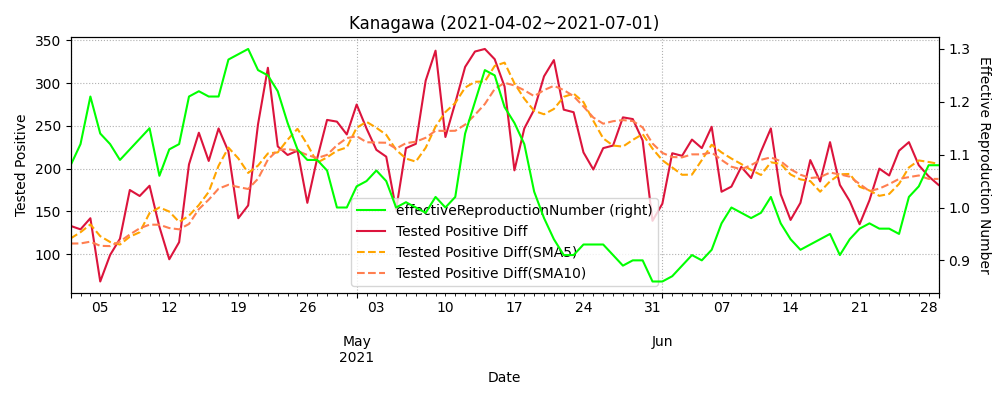 Kanagawa (2021-04-02~2021-07-01)
350
300
250
200
150
100
Tested Positive
1.3
1.2
1.1
1.0
0.9
Effective Reproduction Number
effectiveReproductionNumber (right)
Tested Positive Diff
Tested Positive Diff(SMA5)
Tested Positive Diff(SMA10)
05 12 19 26 03 10 17 24 31 07 14 21 28
May Jun
2021
Date